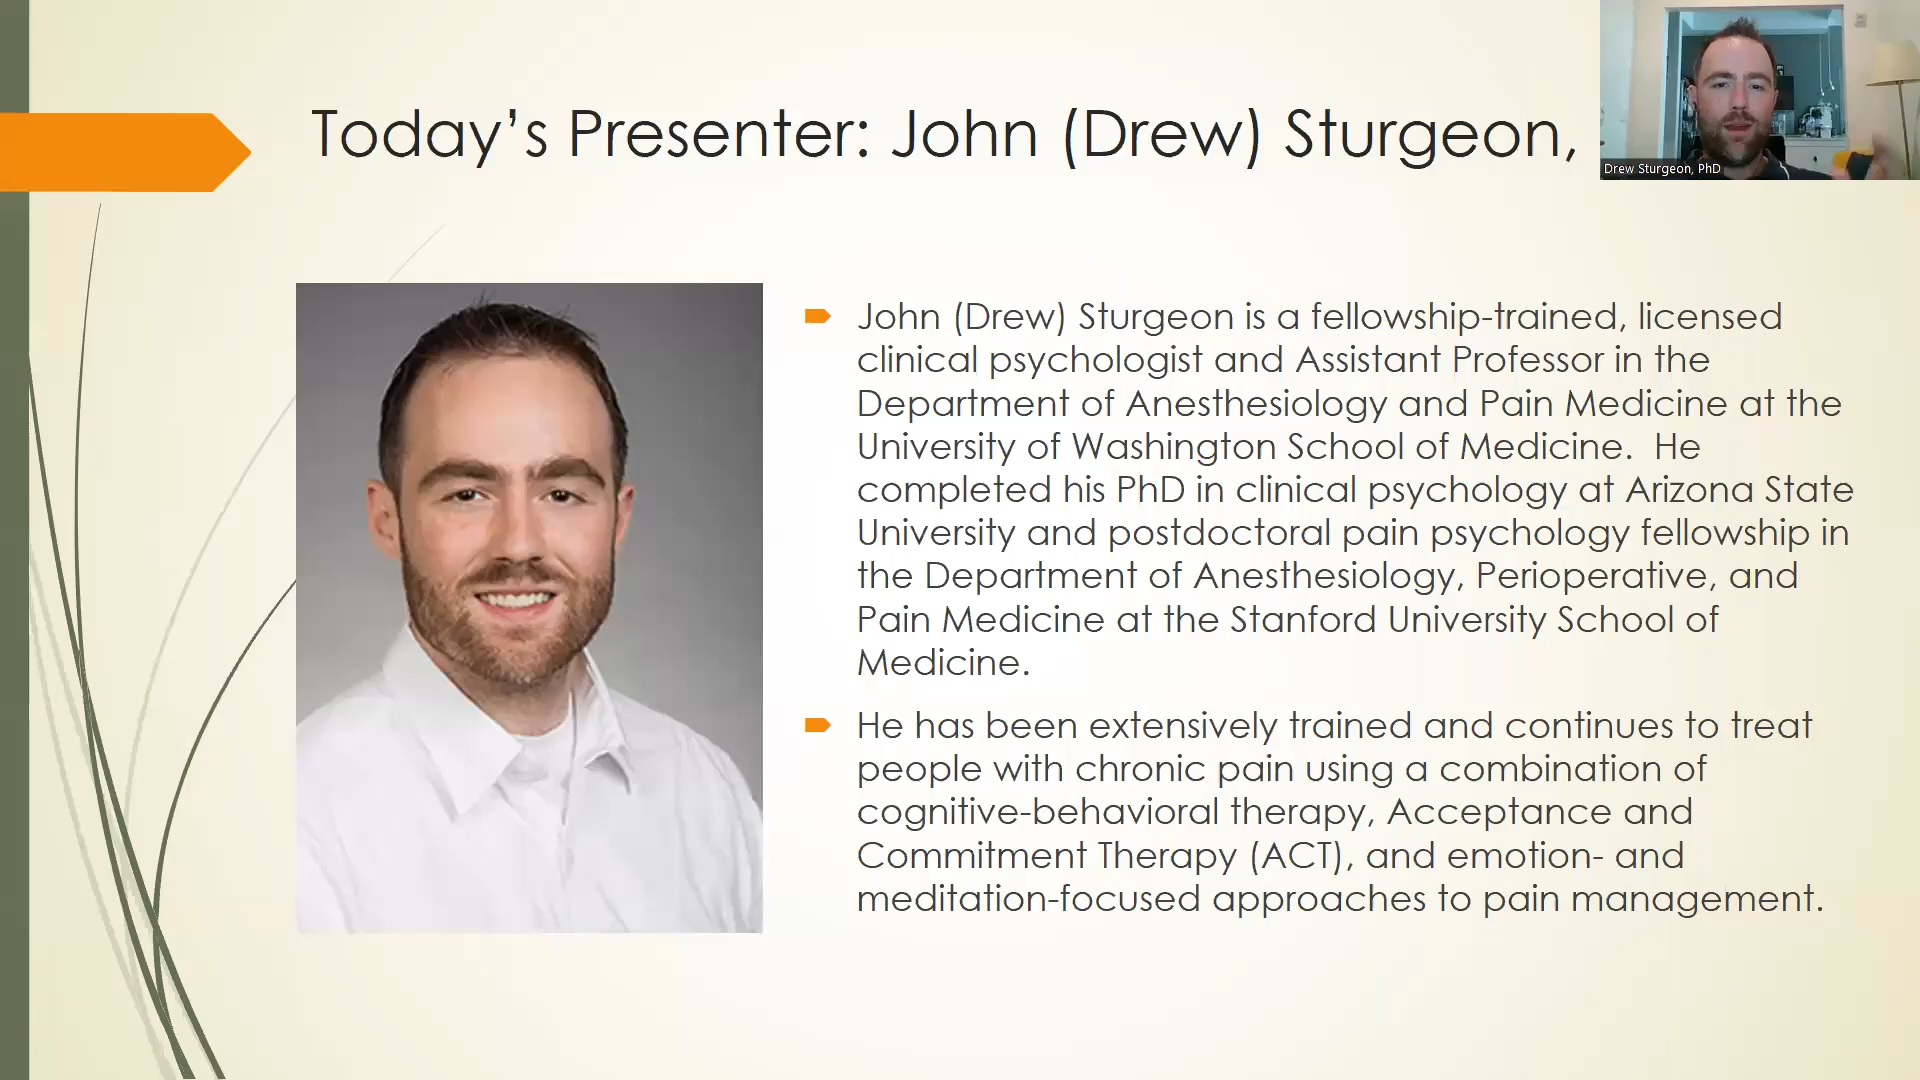 Today’s Presenter: John (Drew) Sturgeon,
Drew Sturgeon, PhD
John (Drew) Sturgeon is a fellowship-trained, licensed
clinical psychologist and Assistant Professor in the
Department of Anesthesiology and Pain Medicine at the
University of Washington School of Medicine.  He
completed his PhD in clinical psychology at Arizona State
University and postdoctoral pain psychology fellowship in
the Department of Anesthesiology, Perioperative, and
Pain Medicine at the Stanford University School of
Medicine.
He has been extensively trained and continues to treat
people with chronic pain using a combination of
cognitive-behavioral therapy, Acceptance and
Commitment Therapy (ACT), and emotion- and
meditation-focused approaches to pain management.